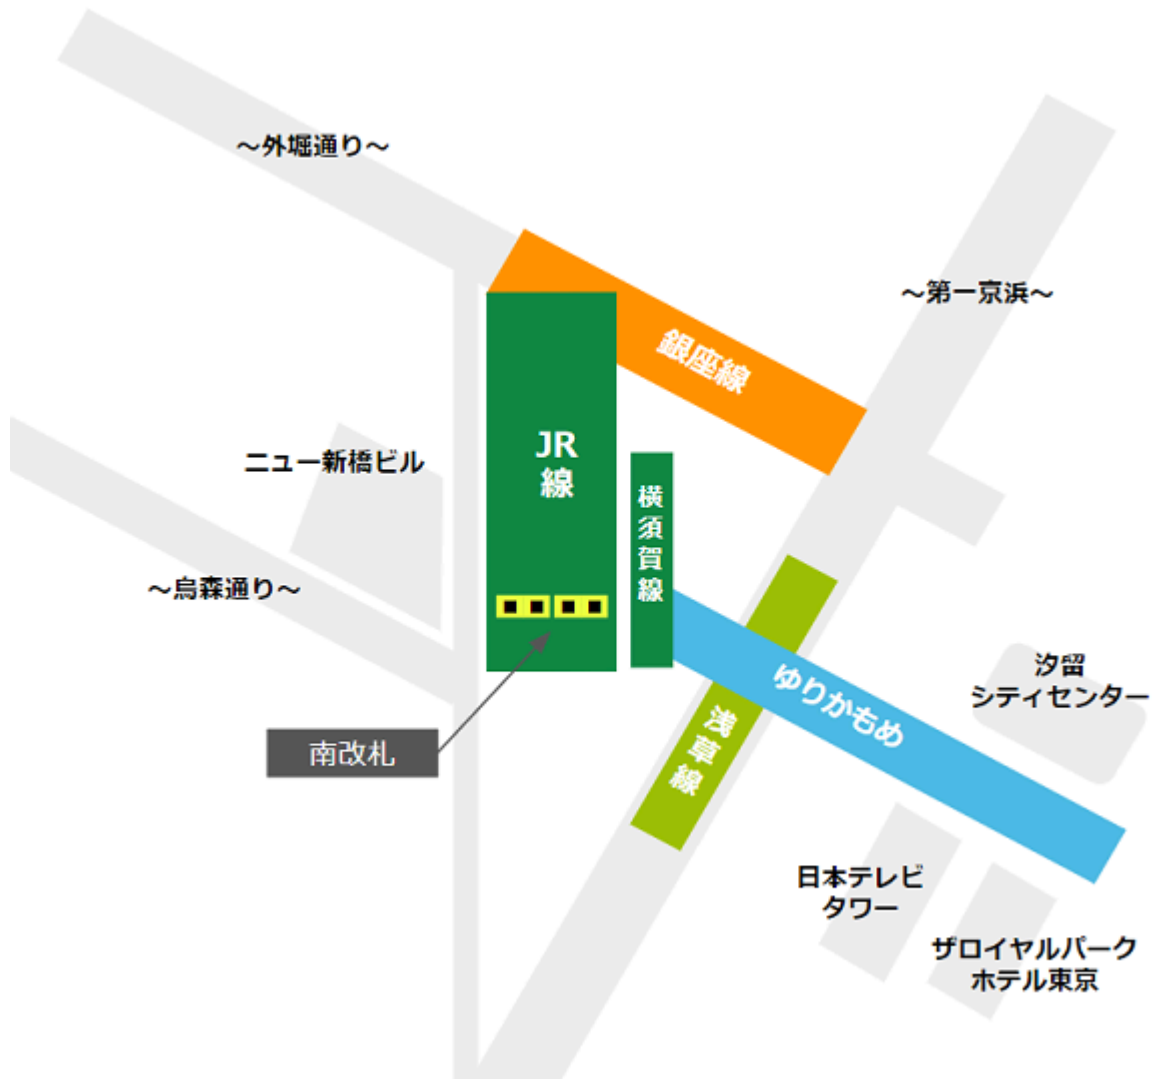 ～外堀通り～
～第一京浜～
銀座線
JR
線
ニュー新橋ビル
横須賀線
～烏森通り～
汐留
シティセンター
ゆりかもめ
浅草線
南改札
日本テレビ
タワー
ザロイヤルパーク
ホテル東京